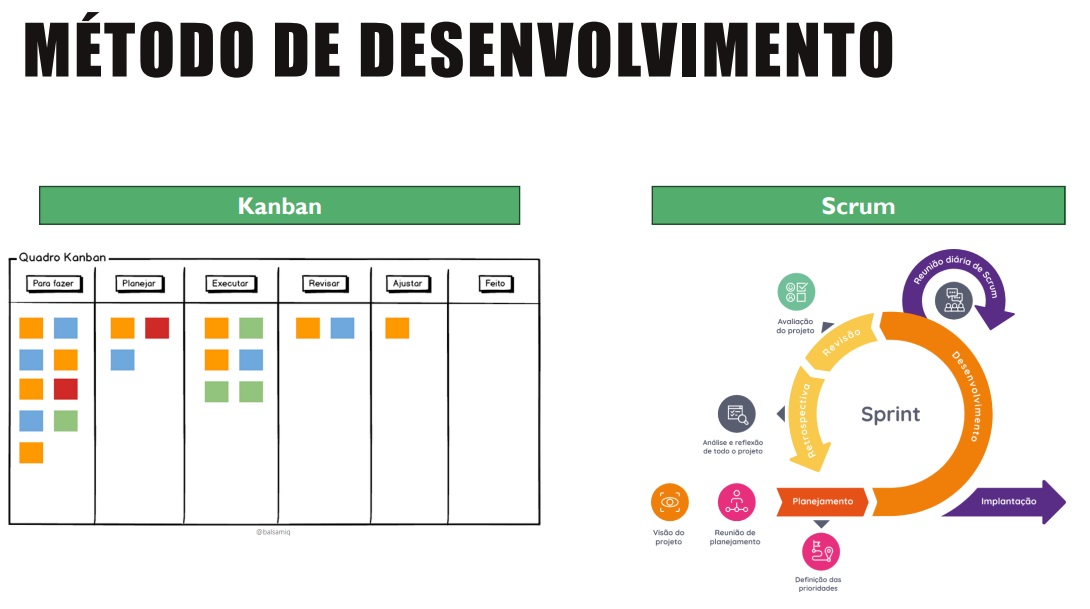 MÉTODO DE DESENVOLVIMENTO
Kanban
Quadro Kanban
Para fazer
Planejar
Executar
Revisar
Ajustar
Feito
@balsamiq
Scrum
Reunião diária de Scrum
Avaliação
do projeto
Revisão
Desenvolvimento
Sprint
Retrospectiva
Análise e reflexão
de todo o projeto
Planejamento
Implantação
Visão do
projeto
Reunião de
planejamento
Definição das
prioridades